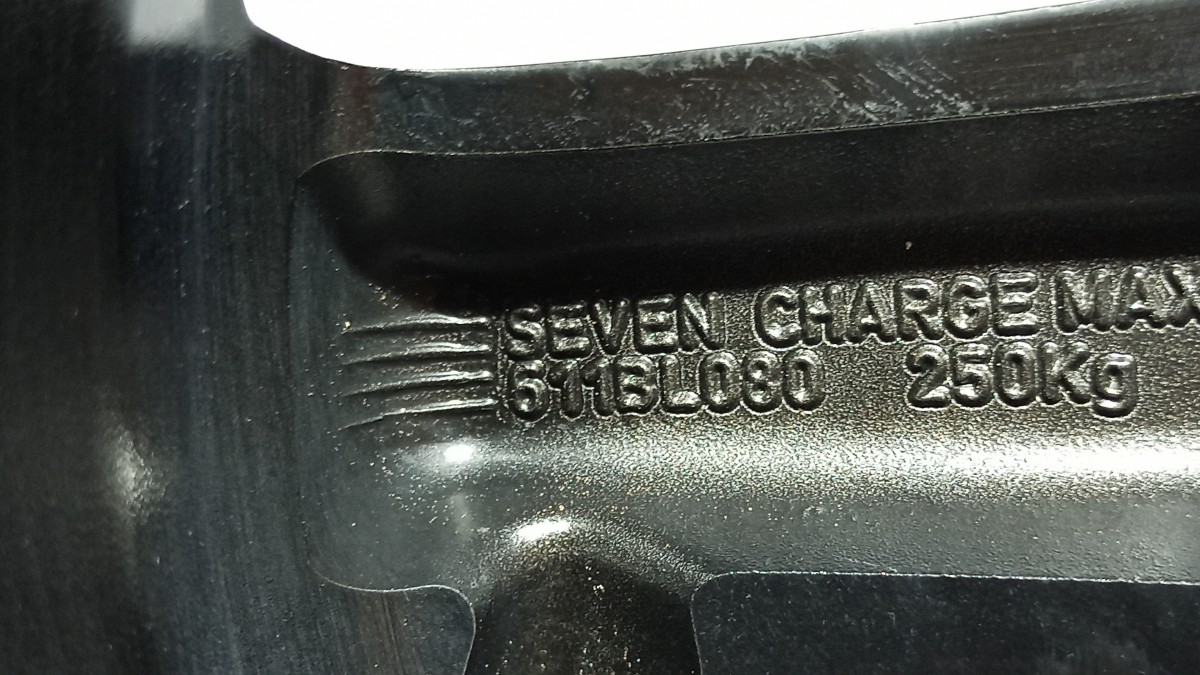 SEVEN CHARGE MAX
611BL080 250Kg